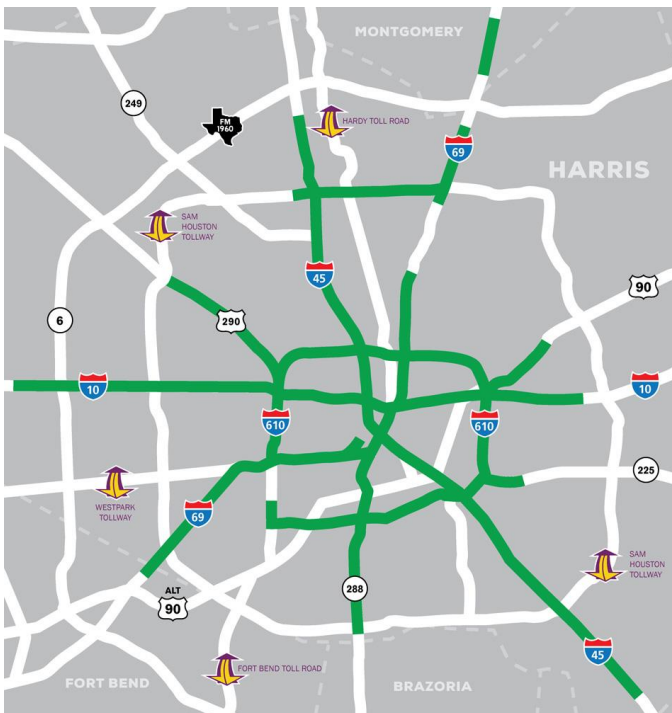 MONTGOMERY
249
FM
1960
HARDY TOLL ROAD
69
HARRIS
SAM
HOUSTON
TOLLWAY
45
90
6
290
10
10
610
610
225
WESTPARK
TOLLWAY
69
SAM
HOUSTON
TOLLWAY
ALT
90
288
FORT BEND TOLL ROAD
45
FORT BEND
BRAZORIA